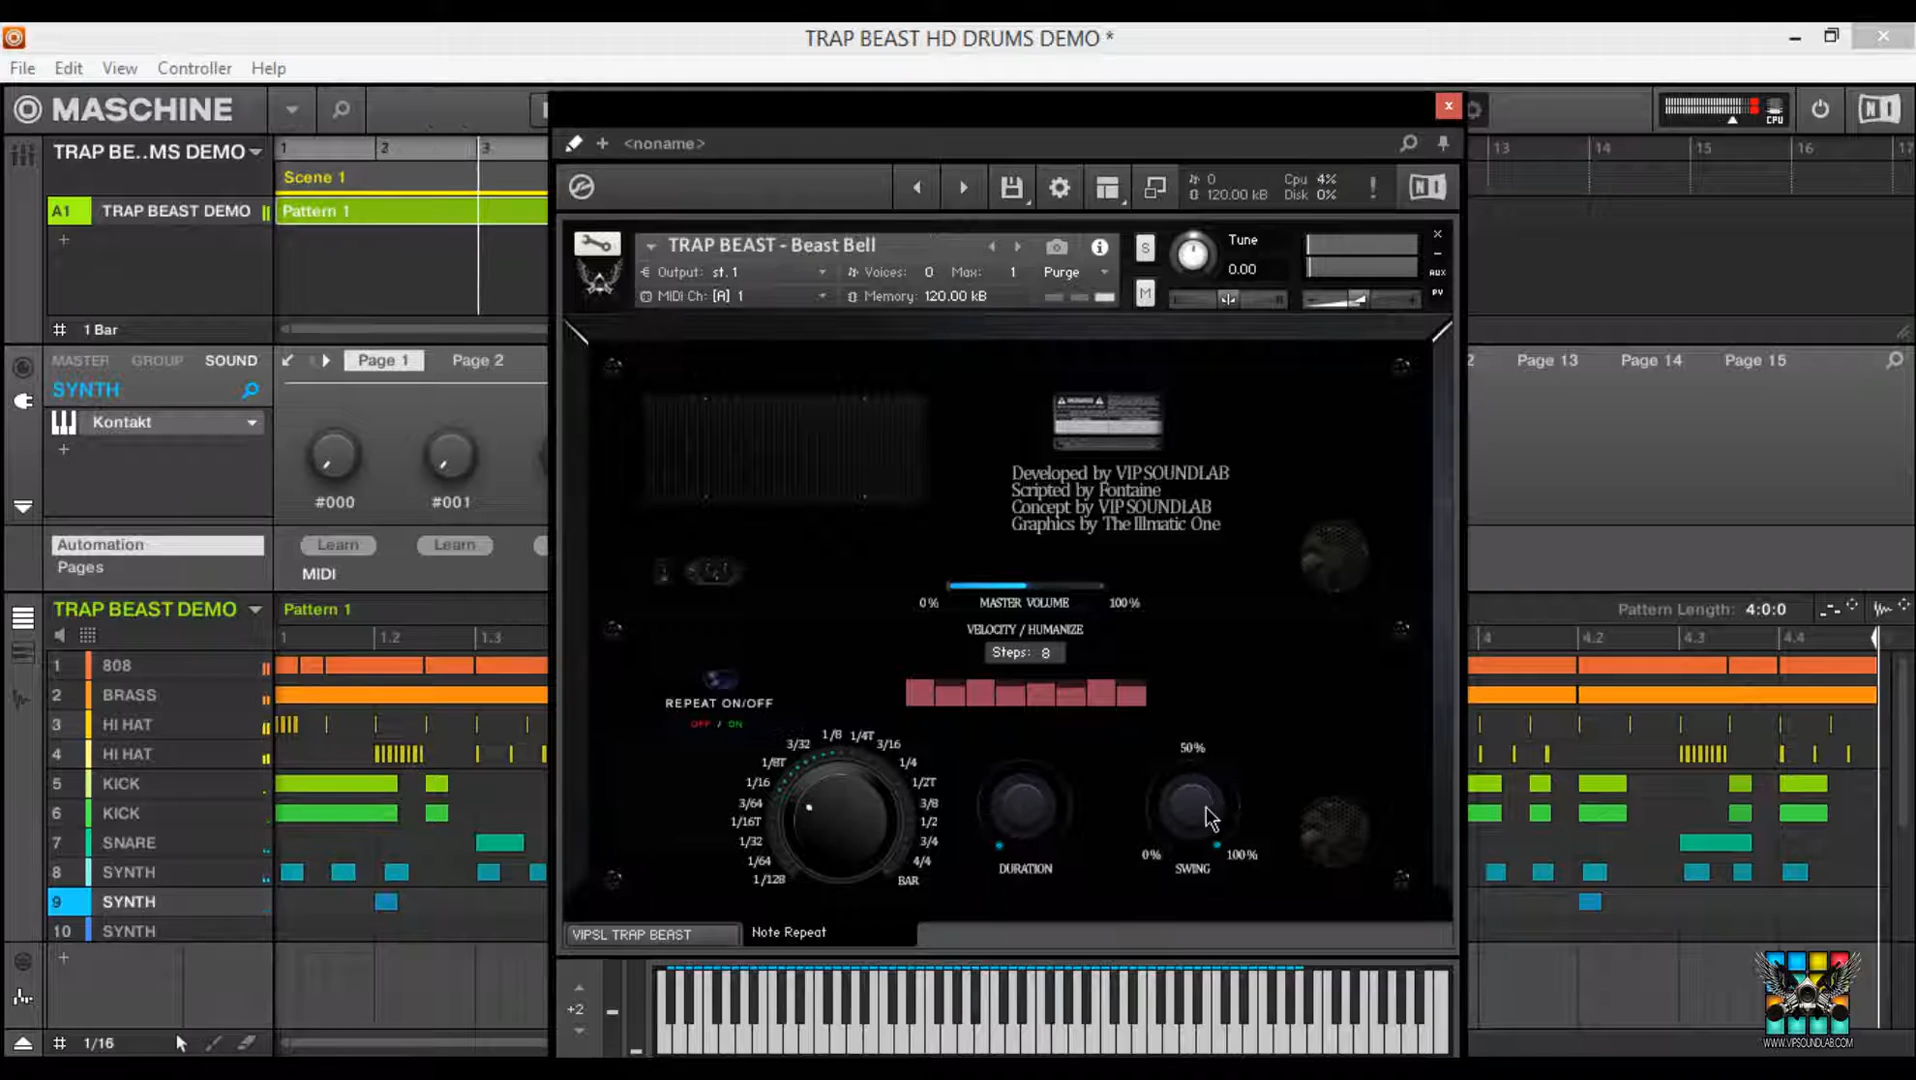 TRAP BEAST HD DRUMS DEMO *
File Edit View Controller Help
MASCHINE
CPU
<noname>
TRAP BE..MS DEMO
1 2 3 13 14 15 16 17
Scene 1
A1 TRAP BEAST DEMO Pattern 1
0
120.00 kB
Cpu 4%
Disk 0%
!
TRAP BEAST - Beast Bell
Output: st.1 Voices: 0 Max: 1 Purge
MIDI Ch: [A] 1 Memory: 120.00 kB
S
M
Tune
0.00
L R
AUX
PV
1 Bar
MASTER GROUP SOUND Page 1 Page 2
2 Page 13 Page 14 Page 15
SYNTH
Kontakt
#000 #001
Automation Learn Learn
Pages MIDI
WARNING
Developed by VIPSOUNDLAB
Scripted by Fontaine
Concept by VIPSOUNDLAB
Graphics by The Illmatic One
0 % MASTER VOLUME 100 %
VELOCITY / HUMANIZE
Steps: 8
REPEAT ON/OFF
OFF / ON
1/128
1/64
1/32
1/16T
3/64
1/16
1/8T
3/32
1/8
1/4T
3/16
1/4
1/2T
3/8
1/2
3/4
4/4
BAR
DURATION
50 %
0% 100 %
SWING
VIPSL TRAP BEAST Note Repeat
+2
TRAP BEAST DEMO Pattern 1
Pattern Length: 4:0:0
1 1.2 1.3 4 4.2 4.3 4.4
1 808
2 BRASS
3 HI HAT
4 HI HAT
5 KICK
6 KICK
7 SNARE
8 SYNTH
9 SYNTH
10 SYNTH
1/16
WWW.VIPSOUNDLAB.COM